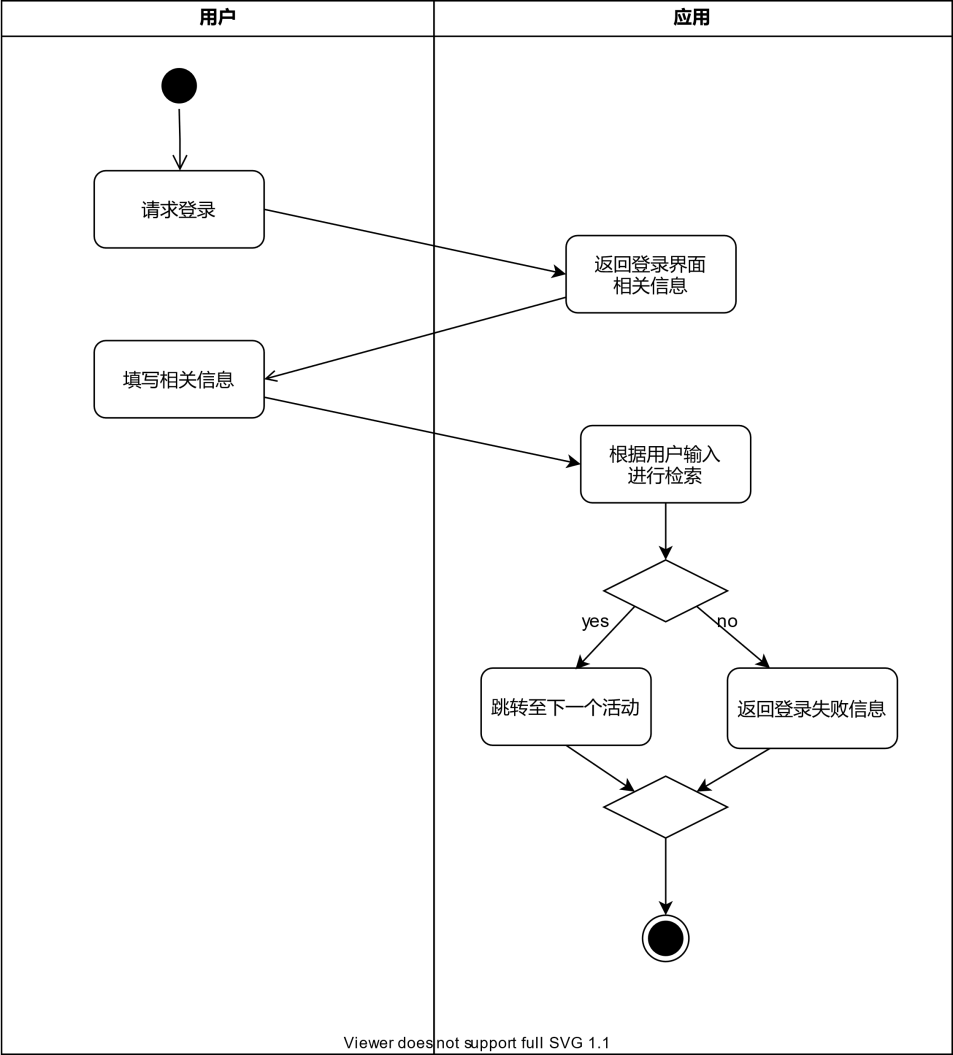 用户
应用
请求登录
返回登录界面
相关信息
填写相关信息
根据用户输入
进行检索
yes
no
跳转至下一个活动
返回登录失败信息
Viewer does not support full SVG 1.1